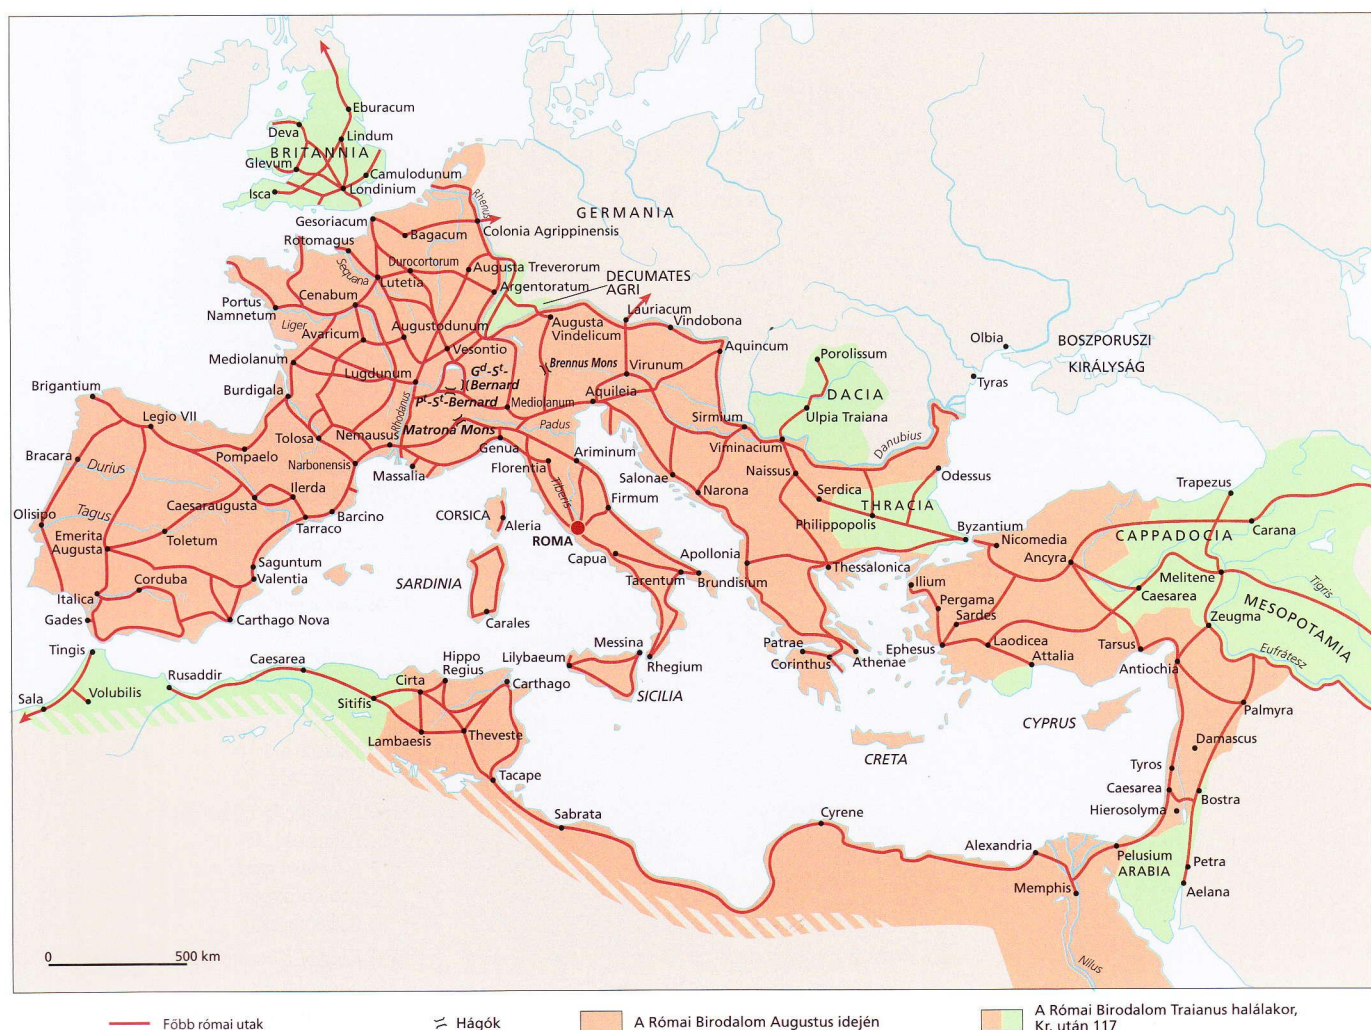 Eburacum
Deva
Lindum
BRITANNIA
Glevum
Camulodunum
Isca
Londinium
Rhenus
GERMANIA
Gesoriacum
Colonia Agrippinensis
Bagacum
Rotomagus
Sequana
Durocortorum
Augusta Treverorum
DECUMATES
AGRI
Lutetia
Argentoratum
Portus
Namnetum
Cenabum
Liger
Avaricum
Augustodunum
Augusta
Vindelicum
Lauriacum
Vindobona
Olbia
BOSZPORUSZI
KIRÁLYSÁG
Vesontio
Aquincum
Porolissum
Mediolanum
Brennus Mons
Virunum
Tyras
Lugdunum
Gd-St-
Bernard
DACIA
Brigantium
Burdigala
Pt-St-Bernard
Mediolanum
Aquileia
Ulpia Traiana
Legio VII
Rhodanus
Matrona Mons
Padus
Sirmium
Danubius
Tolosa
Nemausus
Genua
Viminacium
Bracara
Durius
Pompaelo
Narbonensis
Massalia
Florentia
Ariminum
Salonae
Naissus
Odessus
Trapezus
Tiberis
Ilerda
Narona
Serdica
THRACIA
Olisipo
Tagus
Caesaraugusta
CORSICA
Firmum
Philippopolis
Byzantium
Carana
Emerita
Augusta
Toletum
Barcino
Tarraco
Aleria
ROMA
Nicomedia
CAPPADOCIA
Capua
Apollonia
Ancyra
Saguntum
Valentia
SARDINIA
Tarentum
Brundisium
Thessalonica
Ilium
Melitene
Caesarea
Tigris
Corduba
Italica
Pergama
MESOPOTAMIA
Gades
Carthago Nova
Carales
Sardes
Zeugma
Tingis
Messina
Patrae
Ephesus
Laodicea
Tarsus
Eufrátesz
Caesarea
Hippo
Regius
Lilybaeum
Rhegium
Corinthus
Athenae
Attalia
Antiochia
Rusaddir
Cirta
Carthago
Sala
Volubilis
Sitifis
SICILIA
CYPRUS
Palmyra
Lambaesis
Theveste
CRETA
Damascus
Tacape
Tyros
Caesarea
Bostra
Sabrata
Cyrene
Hierosolyma
Alexandria
Pelusium
ARABIA
Petra
Memphis
Aelana
0 500 km
Nilus
Főbb római utak
Hágók
A Római Birodalom Augustus idején
A Római Birodalom Traianus halálakor,
Kr. után 117